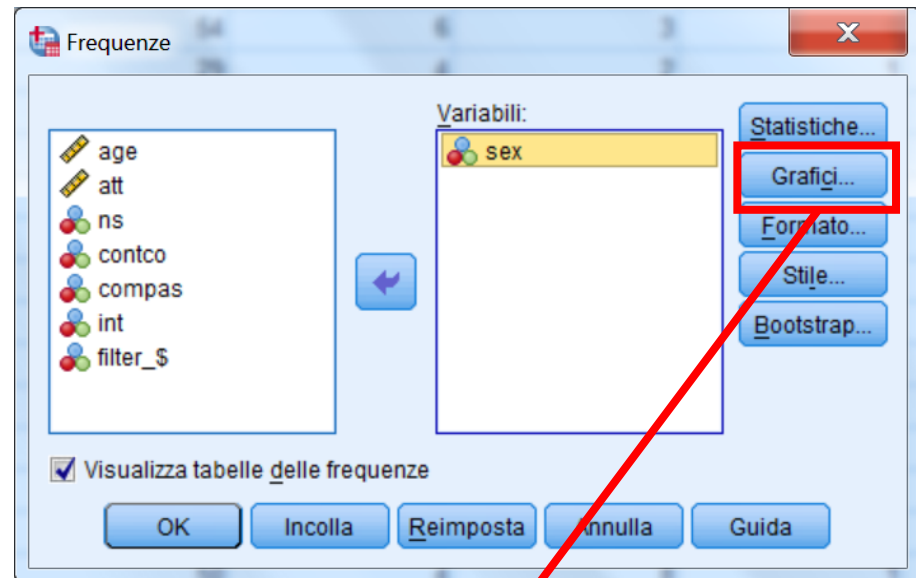 Frequenze
Variabili:
age
att
ns
contco
compas
int
filter_$
sex
Statistiche...
Grafici...
Formato...
Stile...
Bootstrap...
Visualizza tabelle delle frequenze
OK Incolla Reimposta Annulla Guida